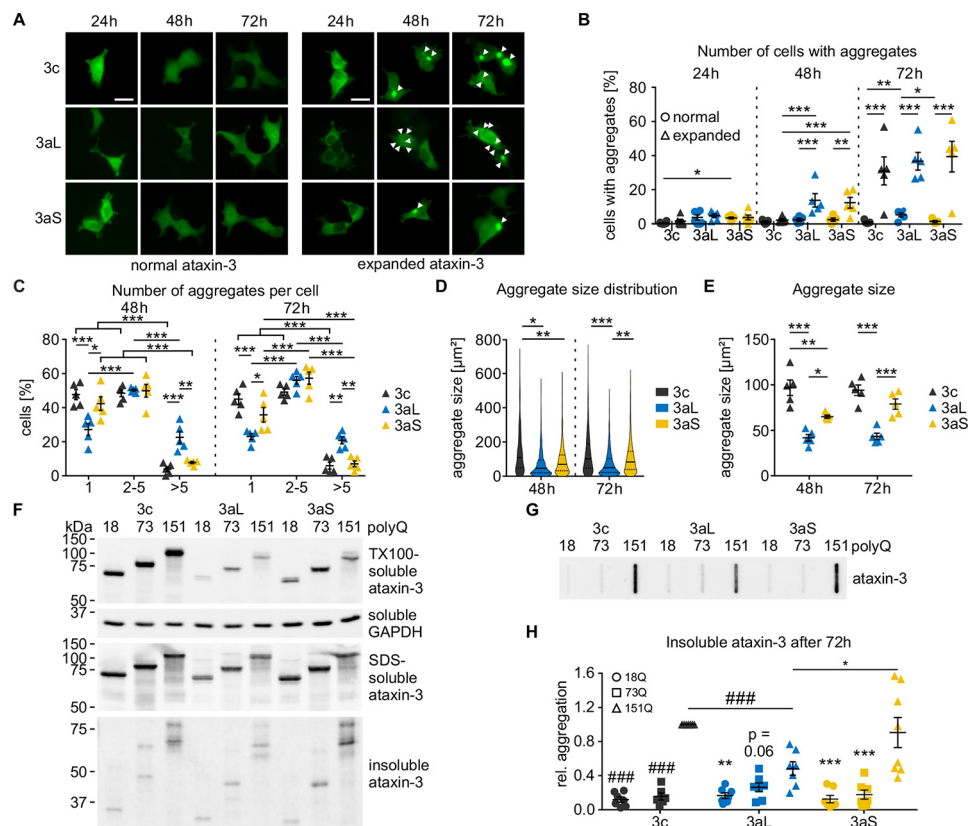 A
24h 48h 72h 24h 48h 72h
3c
3aL
3aS
normal ataxin-3 expanded ataxin-3
B
Number of cells with aggregates
24h 48h 72h
cells with aggregates [%]
100
80
60
40
20
0
normal
expanded
*
***
***
*** **
** *
*** *** ***
3c 3aL 3aS 3c 3aL 3aS 3c 3aL 3aS
C
Number of aggregates per cell
48h 72h
cells [%]
100
80
60
40
20
0
***
***
***
*** *
***
*** **
***
***
***
***
***
*** *
***
** **
3c
3aL
3aS
1 2-5 >5 1 2-5 >5
D
Aggregate size distribution
aggregate size [µm²]
1000
800
600
400
200
0
* ***
** **
48h 72h
3c
3aL
3aS
E
Aggregate size
aggregate size [µm²]
150
100
50
0
*** ***
**
* ***
48h 72h
3c
3aL
3aS
F
3c 3aL 3aS
kDa 18 73 151 18 73 151 18 73 151 polyQ
150
100
75
50
TX100-
soluble
ataxin-3
37
soluble
GAPDH
150
100
75
50
SDS-
soluble
ataxin-3
75
50
37
insoluble
ataxin-3
G
3c 3aL 3aS
18 73 151 18 73 151 18 73 151 polyQ
ataxin-3
H
Insoluble ataxin-3 after 72h
rel. aggregation
1.6
1.2
0.8
0.4
0
18Q
73Q
151Q
*
###
### ###
** p =
0.06
*** ***
3c 3aL 3aS